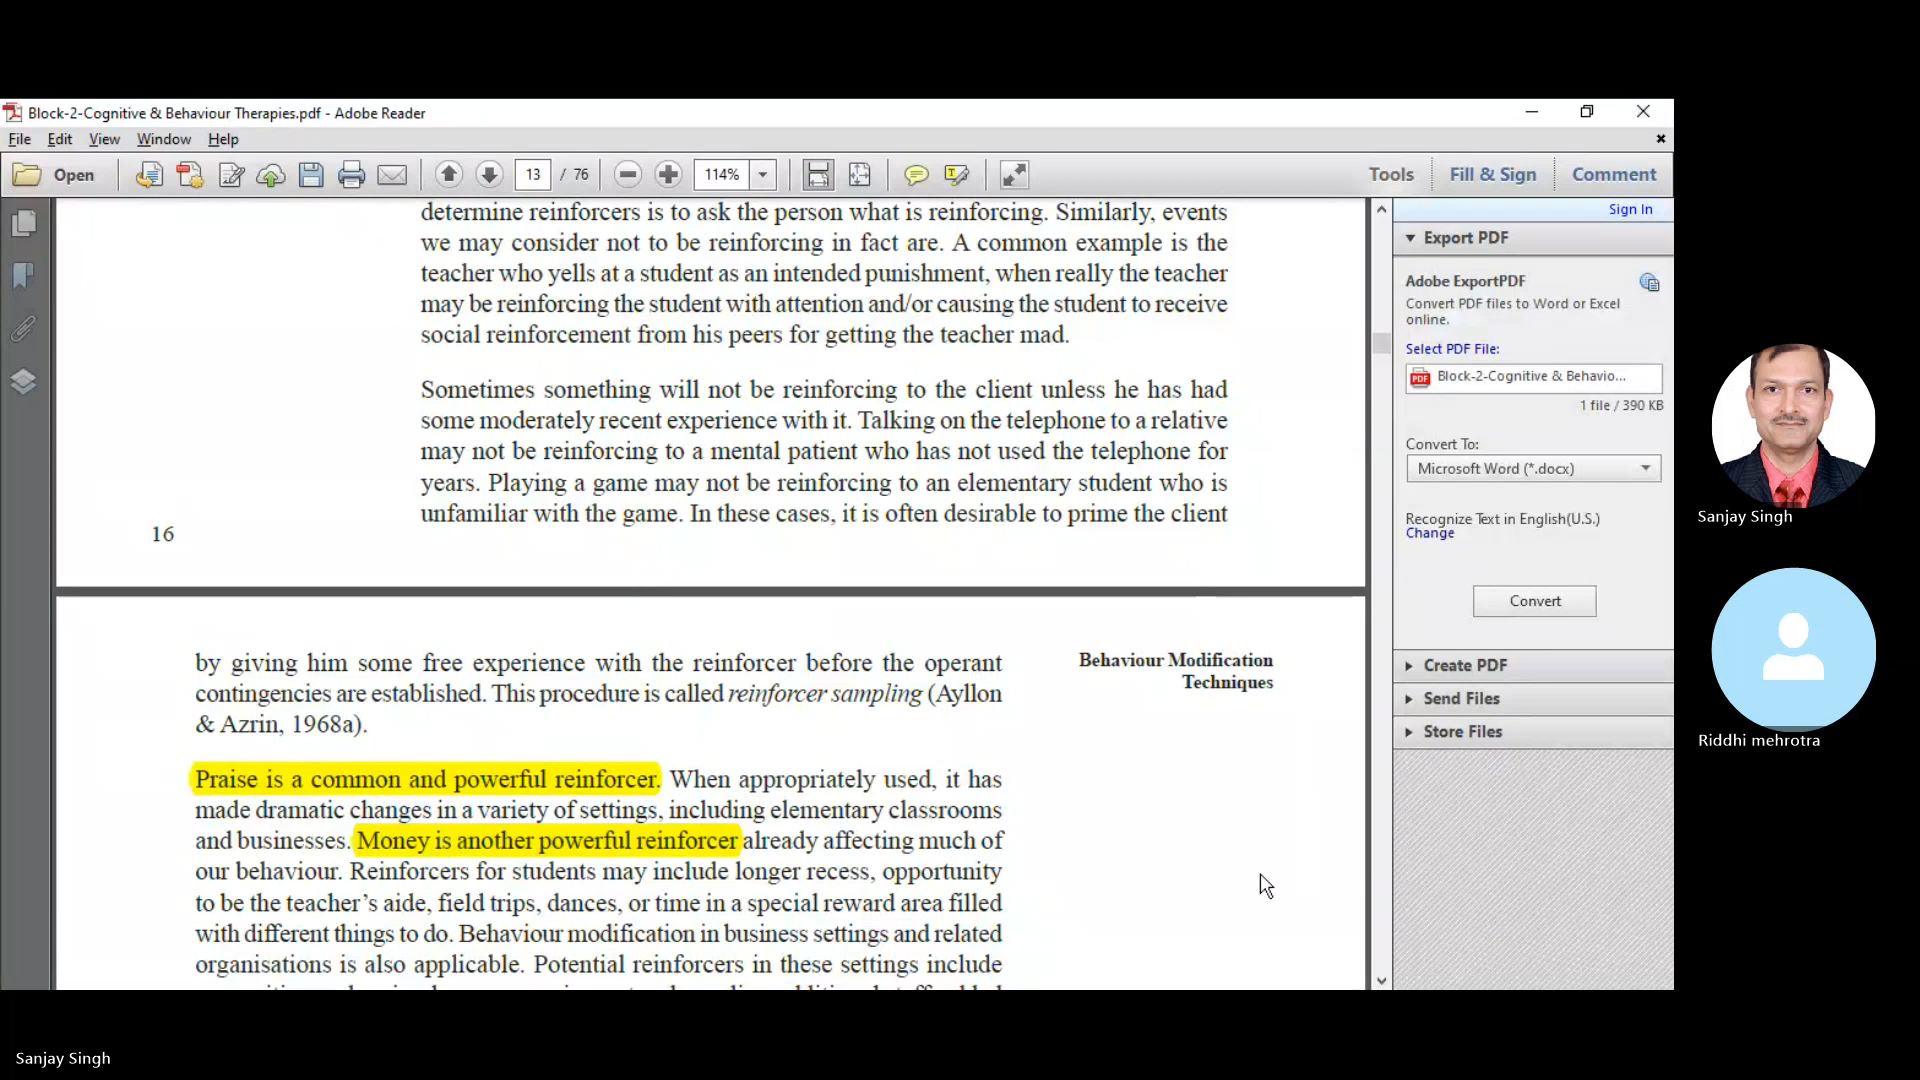 Block-2-Cognitive & Behaviour Therapies.pdf - Adobe Reader
File Edit View Window Help
Open 13 / 76 114% Tools Fill & Sign Comment
determine reinforcers is to ask the person what is reinforcing. Similarly, events
we may consider not to be reinforcing in fact are. A common example is the
teacher who yells at a student as an intended punishment, when really the teacher
may be reinforcing the student with attention and/or causing the student to receive
social reinforcement from his peers for getting the teacher mad.
Sometimes something will not be reinforcing to the client unless he has had
some moderately recent experience with it. Talking on the telephone to a relative
may not be reinforcing to a mental patient who has not used the telephone for
years. Playing a game may not be reinforcing to an elementary student who is
unfamiliar with the game. In these cases, it is often desirable to prime the client
16
by giving him some free experience with the reinforcer before the operant
contingencies are established. This procedure is called reinforcer sampling (Ayllon
& Azrin, 1968a).
Behaviour Modification
Techniques
Praise is a common and powerful reinforcer. When appropriately used, it has
made dramatic changes in a variety of settings, including elementary classrooms
and businesses. Money is another powerful reinforcer already affecting much of
our behaviour. Reinforcers for students may include longer recess, opportunity
to be the teacher's aide, field trips, dances, or time in a special reward area filled
with different things to do. Behaviour modification in business settings and related
organisations is also applicable. Potential reinforcers in these settings include
Sign In
Export PDF
Adobe ExportPDF
Convert PDF files to Word or Excel
online.
Select PDF File:
PDF Block-2-Cognitive & Behavio...
1 file / 390 KB
Convert To:
Microsoft Word (*.docx)
Recognize Text in English(U.S.)
Change
Convert
Create PDF
Send Files
Store Files
Sanjay Singh
Riddhi mehrotra
Sanjay Singh